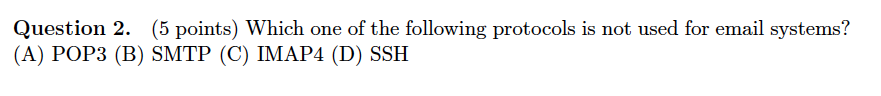 Question 2. (5 points) Which one of the following protocols is not used for email systems?
(A) POP3 (B) SMTP (C) IMAP4 (D) SSH